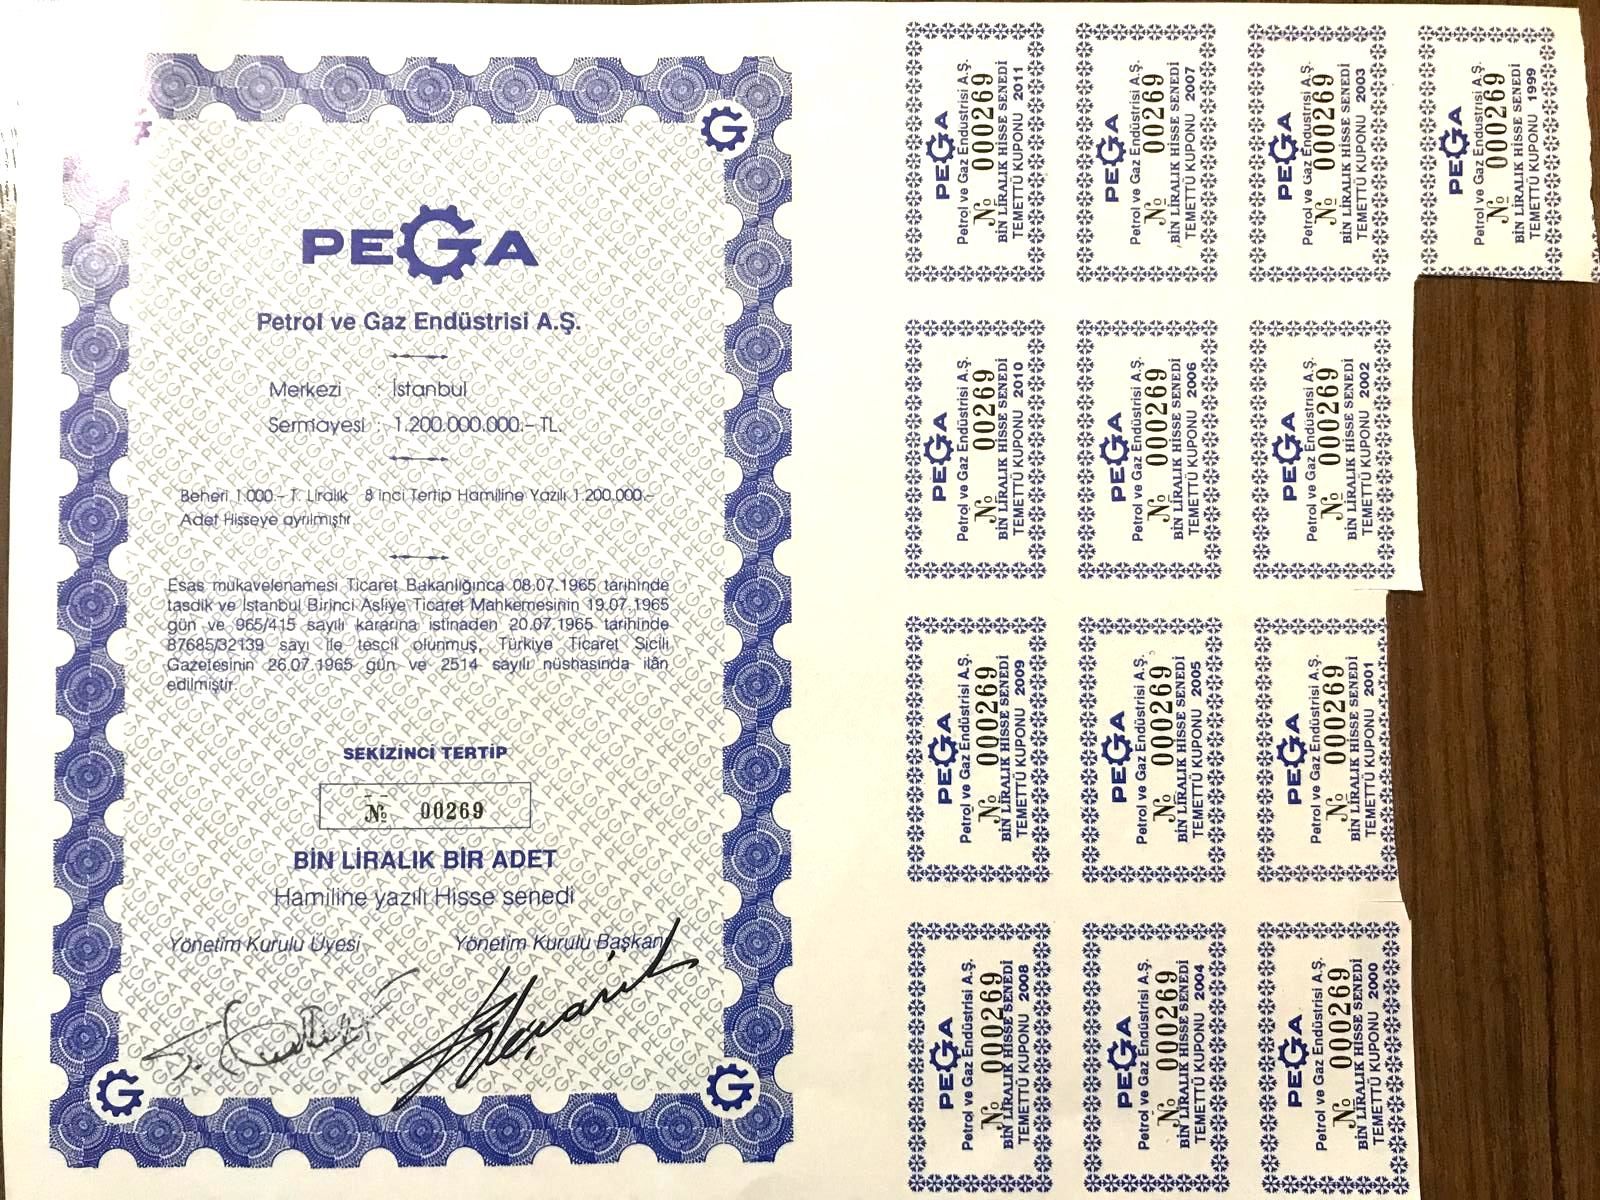 PEGA
Petrol ve Gaz Endüstrisi A.Ş.
Merkezi : İstanbul
Sermayesi : 1.200.000.000.– TL.
Beheri 1.000.– T. Liralık 8 inci Tertip Hamiline Yazılı 1.200.000.–
Adet Hisseye ayrılmıştır.
Esas mukavelenamesi Ticaret Bakanlığınca 08.07.1965 tarihinde
tasdik ve İstanbul Birinci Asliye Ticaret Mahkemesinin 19.07.1965
gün ve 965/415 sayılı kararına istinaden 20.07.1965 tarihinde
87685/32139 sayı ile tescil olunmuş, Türkiye Ticaret Sicili
Gazetesinin 26.07.1965 gün ve 2514 sayılı nüshasında ilân
edilmiştir.
SEKİZİNCİ TERTİP
№ 00269
BİN LİRALIK BİR ADET
Hamiline yazılı Hisse senedi
Yönetim Kurulu Üyesi Yönetim Kurulu Başkanı
PEGA
Petrol ve Gaz Endüstrisi A.Ş.
№ 000269
BİN LİRALIK HİSSE SENEDİ
TEMETTÜ KUPONU 2011
PEGA
Petrol ve Gaz Endüstrisi A.Ş.
№ 00269
BİN LİRALIK HİSSE SENEDİ
TEMETTÜ KUPONU 2007
PEGA
Petrol ve Gaz Endüstrisi A.Ş.
№ 000269
BİN LİRALIK HİSSE SENEDİ
TEMETTÜ KUPONU 2003
PEGA
Petrol ve Gaz Endüstrisi A.Ş.
№ 000269
BİN LİRALIK HİSSE SENEDİ
TEMETTÜ KUPONU 1999
PEGA
Petrol ve Gaz Endüstrisi A.Ş.
№ 00269
BİN LİRALIK HİSSE SENEDİ
TEMETTÜ KUPONU 2010
PEGA
Petrol ve Gaz Endüstrisi A.Ş.
№ 000269
BİN LİRALIK HİSSE SENEDİ
TEMETTÜ KUPONU 2006
PEGA
Petrol ve Gaz Endüstrisi A.Ş.
№ 000269
BİN LİRALIK HİSSE SENEDİ
TEMETTÜ KUPONU 2002
PEGA
Petrol ve Gaz Endüstrisi A.Ş.
№ 000269
BİN LİRALIK HİSSE SENEDİ
TEMETTÜ KUPONU 2009
PEGA
Petrol ve Gaz Endüstrisi A.Ş.
№ 000269
BİN LİRALIK HİSSE SENEDİ
TEMETTÜ KUPONU 2005
PEGA
Petrol ve Gaz Endüstrisi A.Ş.
№ 000269
BİN LİRALIK HİSSE SENEDİ
TEMETTÜ KUPONU 2001
PEGA
Petrol ve Gaz Endüstrisi A.Ş.
№ 000269
BİN LİRALIK HİSSE SENEDİ
TEMETTÜ KUPONU 2008
PEGA
Petrol ve Gaz Endüstrisi A.Ş.
№ 000269
BİN LİRALIK HİSSE SENEDİ
TEMETTÜ KUPONU 2004
PEGA
Petrol ve Gaz Endüstrisi A.Ş.
№ 000269
BİN LİRALIK HİSSE SENEDİ
TEMETTÜ KUPONU 2000